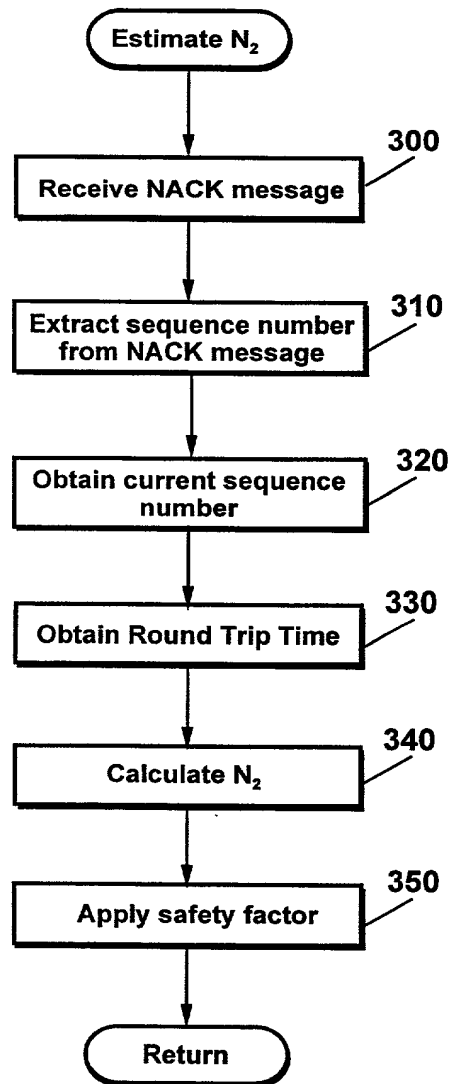 Estimate N₂
300
Receive NACK message
310
Extract sequence number
from NACK message
320
Obtain current sequence
number
330
Obtain Round Trip Time
340
Calculate N₂
350
Apply safety factor
Return